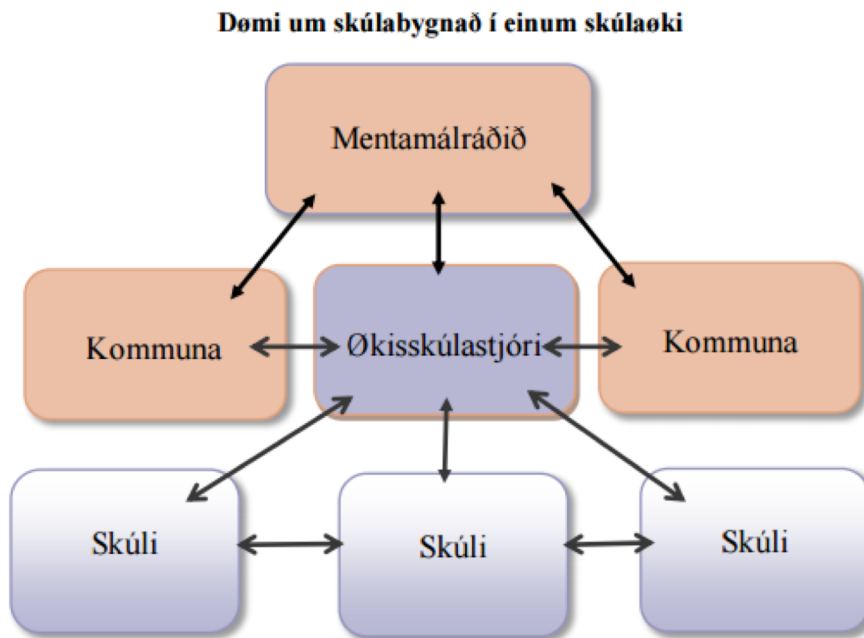 Dømi um skúlabygnað í einum skúlaøki
Mentamálráðið
Kommuna
Økisskúlastjóri
Kommuna
Skúli
Skúli
Skúli